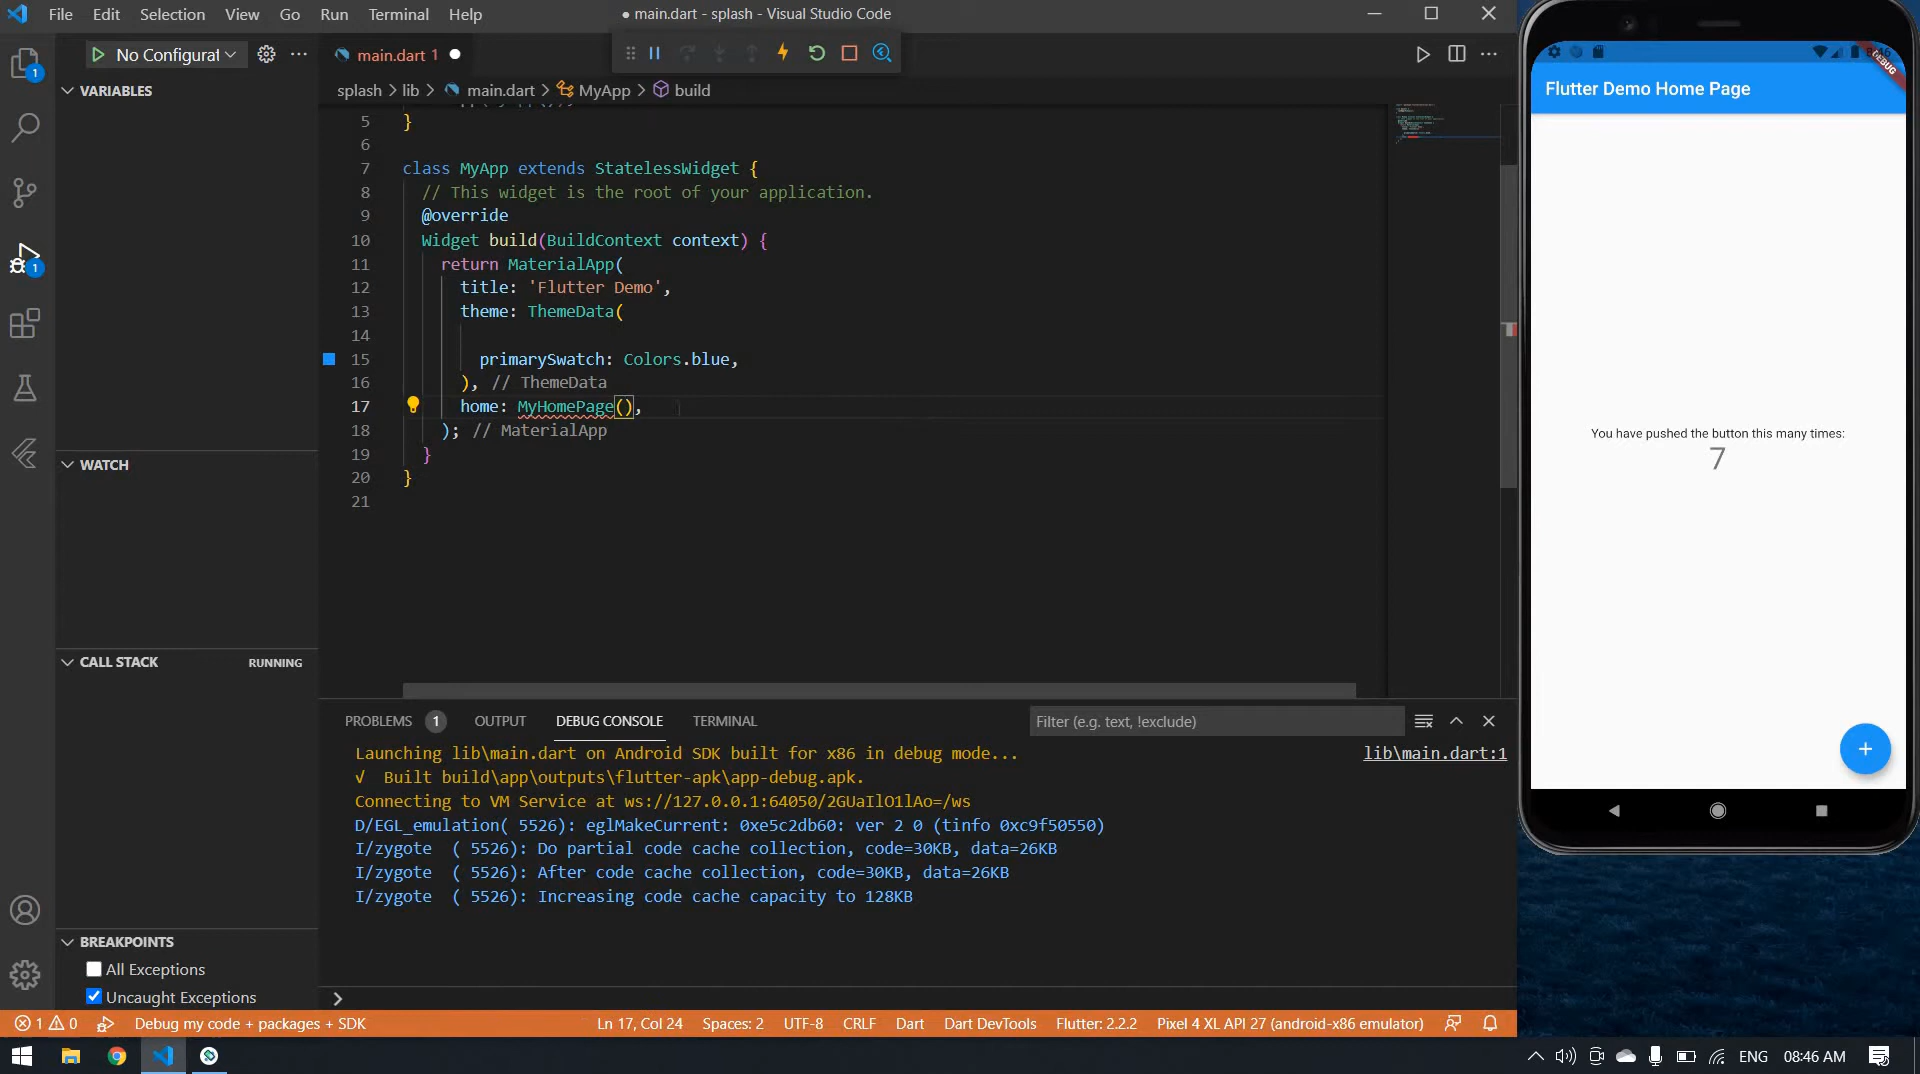 File Edit Selection View Go Run Terminal Help
● main.dart - splash - Visual Studio Code
No Configurat
main.dart 1
VARIABLES
splash > lib > main.dart > MyApp > build
5 }
6
7 class MyApp extends StatelessWidget {
8 // This widget is the root of your application.
9 @override
10 Widget build(BuildContext context) {
11 return MaterialApp(
12 title: 'Flutter Demo',
13 theme: ThemeData(
14
15 primarySwatch: Colors.blue,
16 ), // ThemeData
17 home: MyHomePage(),
18 ); // MaterialApp
19 }
20 }
21
WATCH
CALL STACK RUNNING
BREAKPOINTS
All Exceptions
Uncaught Exceptions
PROBLEMS 1 OUTPUT DEBUG CONSOLE TERMINAL
Filter (e.g. text, !exclude)
Launching lib\main.dart on Android SDK built for x86 in debug mode...
lib\main.dart:1
√ Built build\app\outputs\flutter-apk\app-debug.apk.
Connecting to VM Service at ws://127.0.0.1:64050/2GUaIlO1lAo=/ws
D/EGL_emulation( 5526): eglMakeCurrent: 0xe5c2db60: ver 2 0 (tinfo 0xc9f50550)
I/zygote ( 5526): Do partial code cache collection, code=30KB, data=26KB
I/zygote ( 5526): After code cache collection, code=30KB, data=26KB
I/zygote ( 5526): Increasing code cache capacity to 128KB
1 0 Debug my code + packages + SDK
Ln 17, Col 24 Spaces: 2 UTF-8 CRLF Dart Dart DevTools Flutter: 2.2.2 Pixel 4 XL API 27 (android-x86 emulator)
DEBUG
Flutter Demo Home Page
You have pushed the button this many times:
7
ENG 08:46 AM